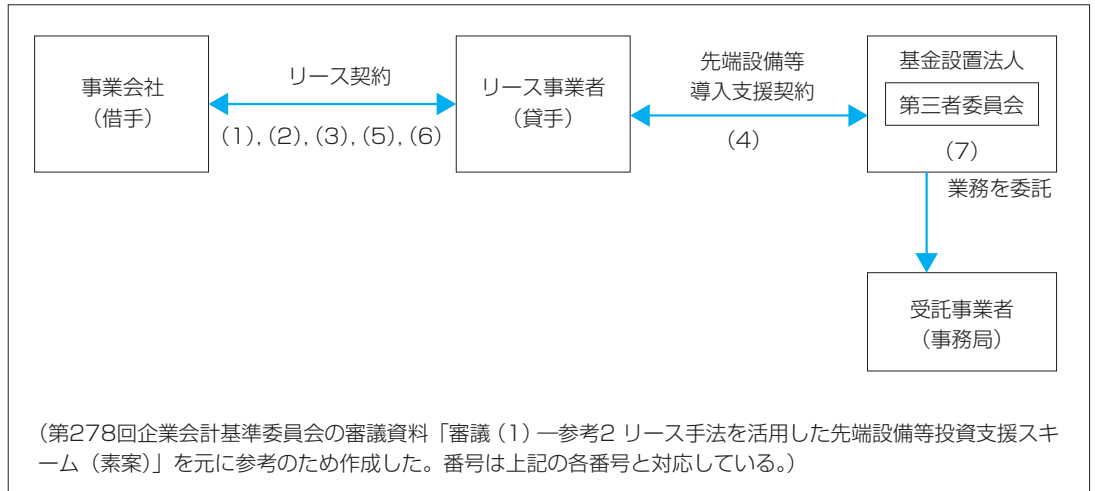 事業会社
（借手）
リース契約
(1), (2), (3), (5), (6)
リース事業者
（貸手）
先端設備等
導入支援契約
(4)
基金設置法人
第三者委員会
(7)
業務を委託
受託事業者
（事務局）
（第278回企業会計基準委員会の審議資料「審議（1）―参考2 リース手法を活用した先端設備等投資支援スキ
ーム（素案）」を元に参考のため作成した。番号は上記の各番号と対応している。）